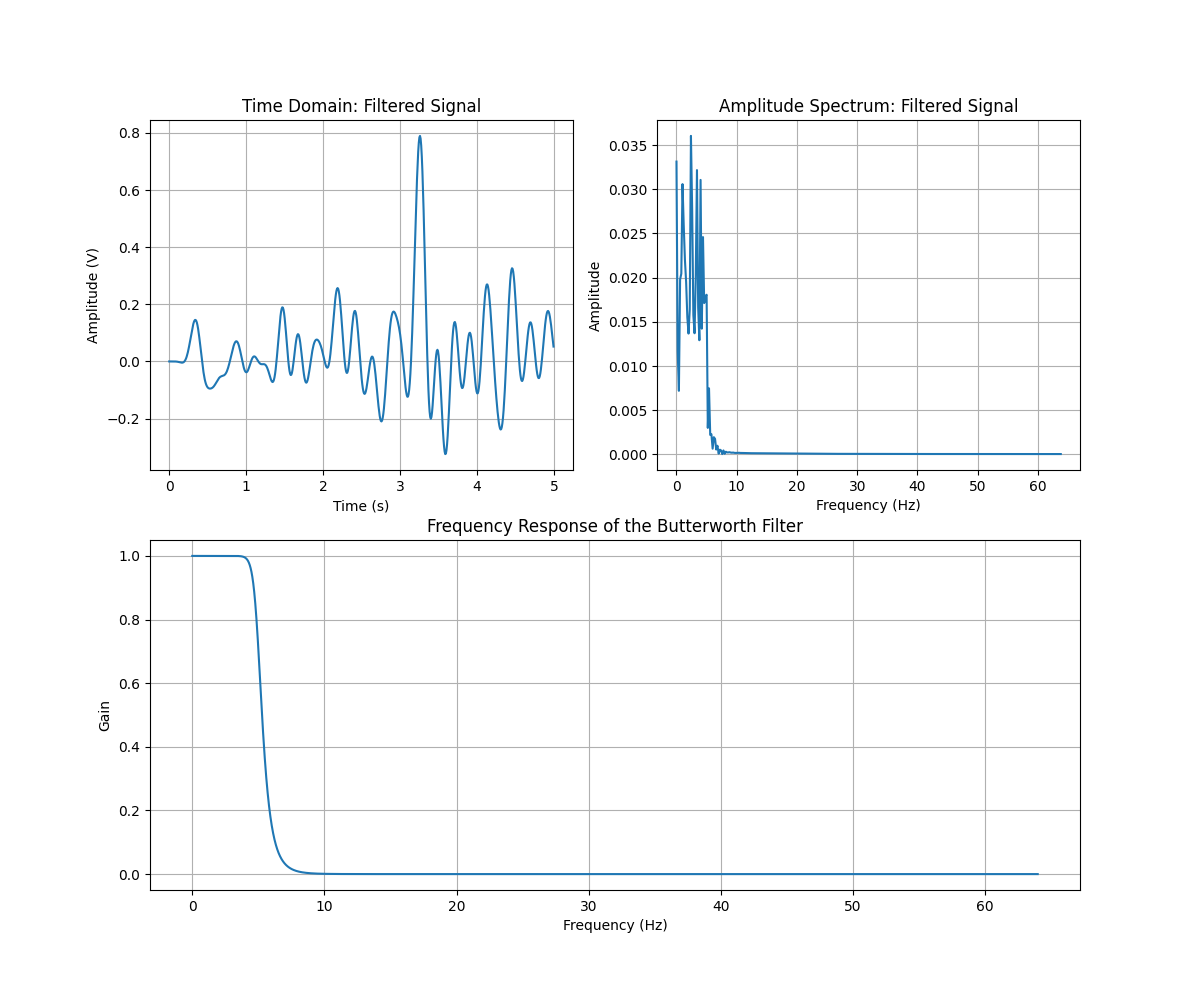 Time Domain: Filtered Signal
Amplitude (V)
0.8
0.6
0.4
0.2
0.0
−0.2
0 1 2 3 4 5
Time (s)
Amplitude Spectrum: Filtered Signal
Amplitude
0.035
0.030
0.025
0.020
0.015
0.010
0.005
0.000
0 10 20 30 40 50 60
Frequency (Hz)
Frequency Response of the Butterworth Filter
Gain
1.0
0.8
0.6
0.4
0.2
0.0
0 10 20 30 40 50 60
Frequency (Hz)